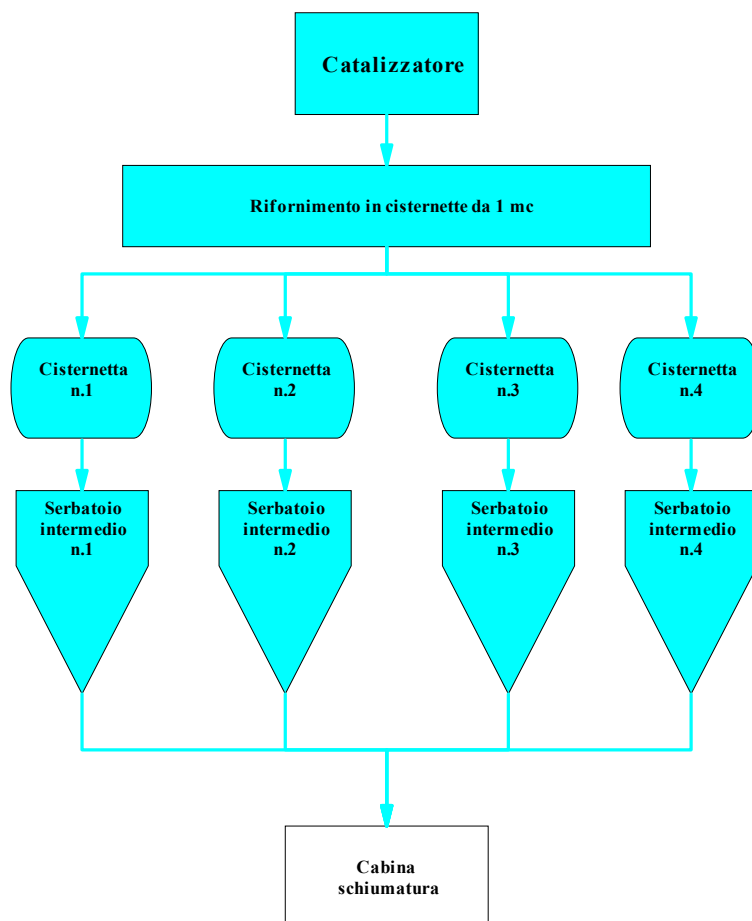 Catalizzatore
Rifornimento in cisternette da 1 mc
Cisternetta
n.1
Cisternetta
n.2
Cisternetta
n.3
Cisternetta
n.4
Serbatoio
intermedio
n.1
Serbatoio
intermedio
n.2
Serbatoio
intermedio
n.3
Serbatoio
intermedio
n.4
Cabina
schiumatura